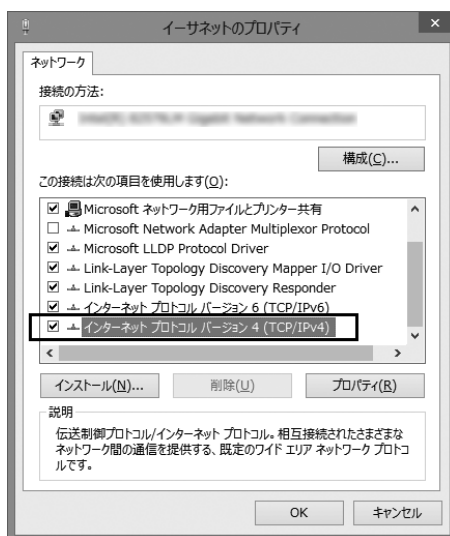 イーサネットのプロパティ
ネットワーク
接続の方法:
構成(C)...
この接続は次の項目を使用します(O):
Microsoft ネットワーク用ファイルとプリンター共有
Microsoft Network Adapter Multiplexor Protocol
Microsoft LLDP Protocol Driver
Link-Layer Topology Discovery Mapper I/O Driver
Link-Layer Topology Discovery Responder
インターネット プロトコル バージョン 6 (TCP/IPv6)
インターネット プロトコル バージョン 4 (TCP/IPv4)
インストール(N)... 削除(U) プロパティ(R)
説明
伝送制御プロトコル/インターネット プロトコル。相互接続されたさまざまな
ネットワーク間の通信を提供する、既定のワイド エリア ネットワーク プロトコ
ルです。
OK キャンセル